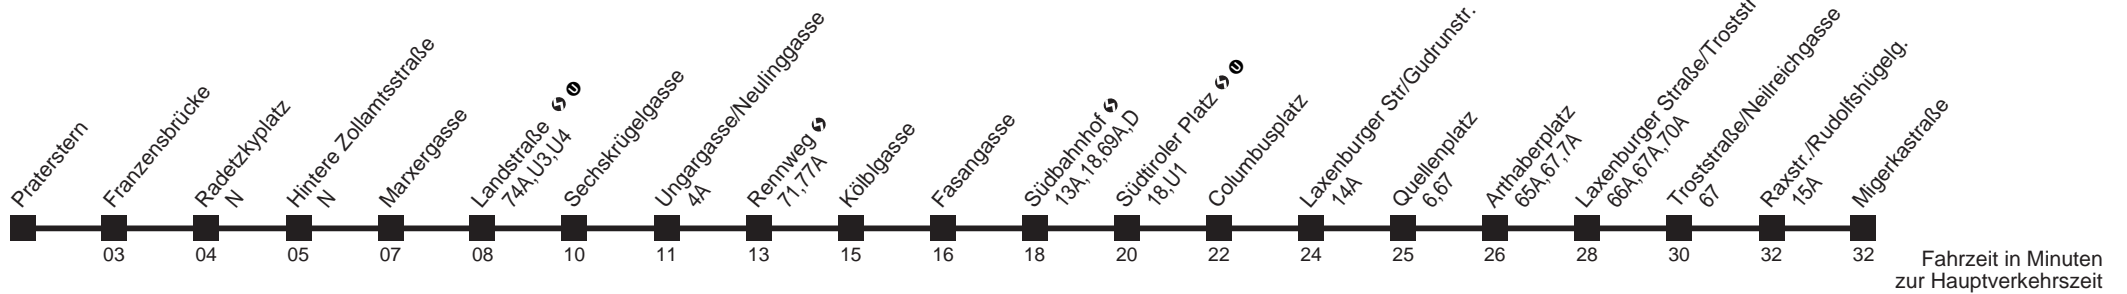 Praterstern
Franzensbrücke
03
Radetzkyplatz
N
04
Hintere Zollamtsstraße
N
05
Marxergasse
07
Landstraße S U
74A,U3,U4
08
Sechskrügelgasse
10
Ungargasse/Neulinggasse
4A
11
Rennweg S
71,77A
13
Kölblgasse
15
Fasangasse
16
Südbahnhof S
13A,18,69A,D
18
Südtiroler Platz S U
18,U1
20
Columbusplatz
22
Laxenburger Str/Gudrunstr.
14A
24
Quellenplatz
6,67
25
Arthaberplatz
65A,67,7A
26
Laxenburger Straße/Troststr
66A,67A,70A
28
Troststraße/Neilreichgasse
67
30
Raxstr./Rudolfshügelg.
15A
32
Migerkastraße
32
Fahrzeit in Minuten
zur Hauptverkehrszeit